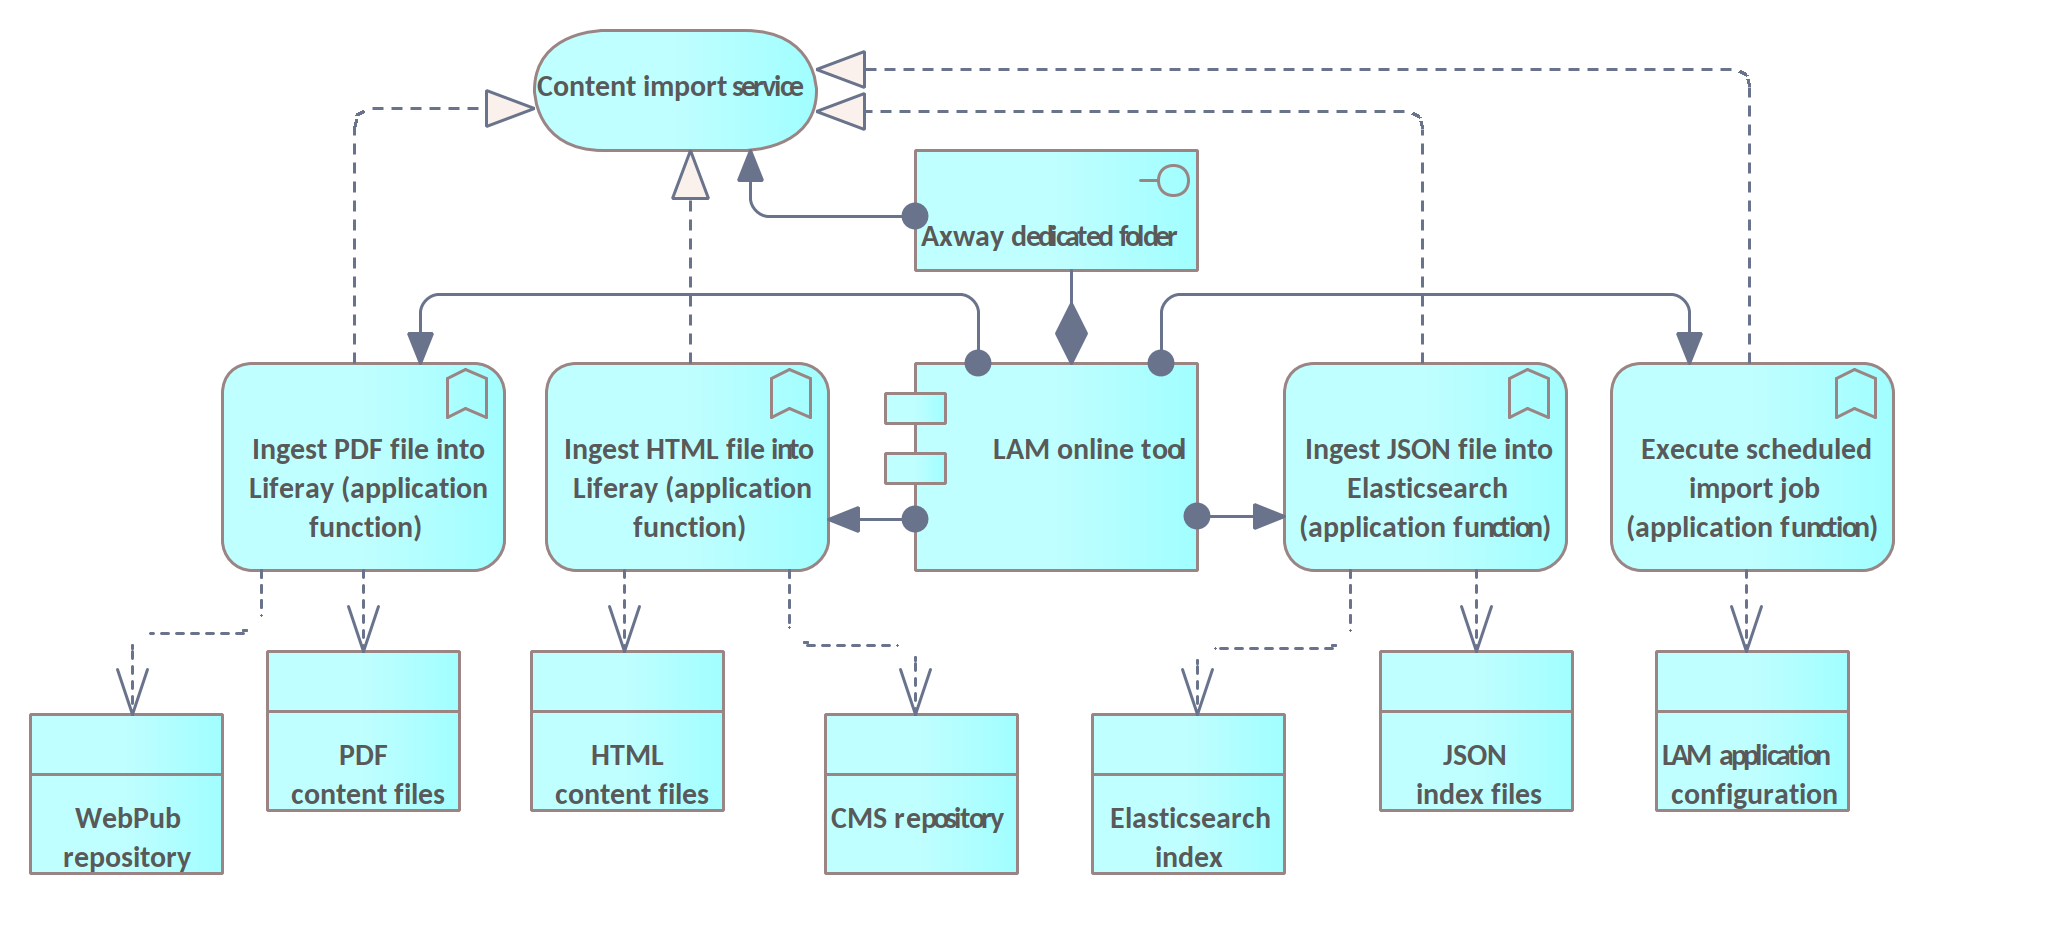 Content import service
Axway dedicated folder
Ingest PDF file into
Liferay (application
function)
Ingest HTML file into
Liferay (application
function)
LAM online tool
Ingest JSON file into
Elasticsearch
(application function)
Execute scheduled
import job
(application function)
WebPub
repository
PDF
content files
HTML
content files
CMS repository
Elasticsearch
index
JSON
index files
LAM application
configuration